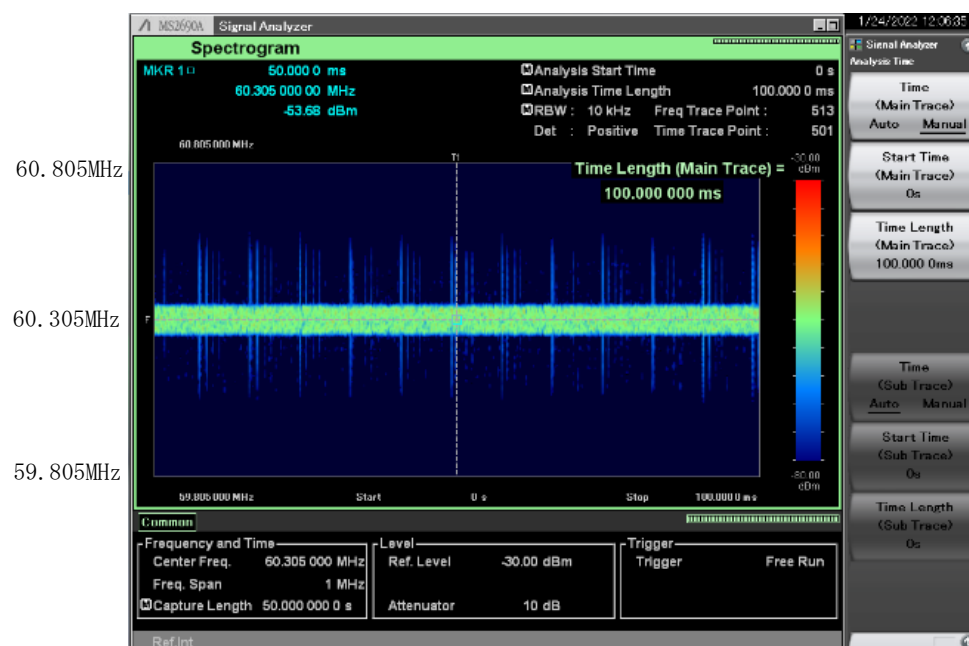 MS2690A Signal Analyzer
1/24/2022 12:06:35
Spectrogram
MKR 1 50.000 0 ms
60.305 000 00 MHz
-53.68 dBm
Analysis Start Time 0 s
Analysis Time Length 100.000 0 ms
RBW : 10 kHz Freq Trace Point : 513
Det : Positive Time Trace Point : 501
60.805 000 MHz
T1
-30.00
dBm
Time Length (Main Trace) =
100.000 000 ms
60.805MHz
60.305MHz
F
59.805MHz
-80.00
dBm
59.805 000 MHz Start 0 s Stop 100.000 0 ms
Common
Frequency and Time
Center Freq. 60.305 000 MHz
Freq. Span 1 MHz
Capture Length 50.000 000 0 s
Level
Ref. Level -30.00 dBm
Attenuator 10 dB
Trigger
Trigger Free Run
Ref.Int
Signal Analyzer
Analysis Time
Time
(Main Trace)
Auto Manual
Start Time
(Main Trace)
0s
Time Length
(Main Trace)
100.000 0ms
Time
(Sub Trace)
Auto Manual
Start Time
(Sub Trace)
0s
Time Length
(Sub Trace)
0s